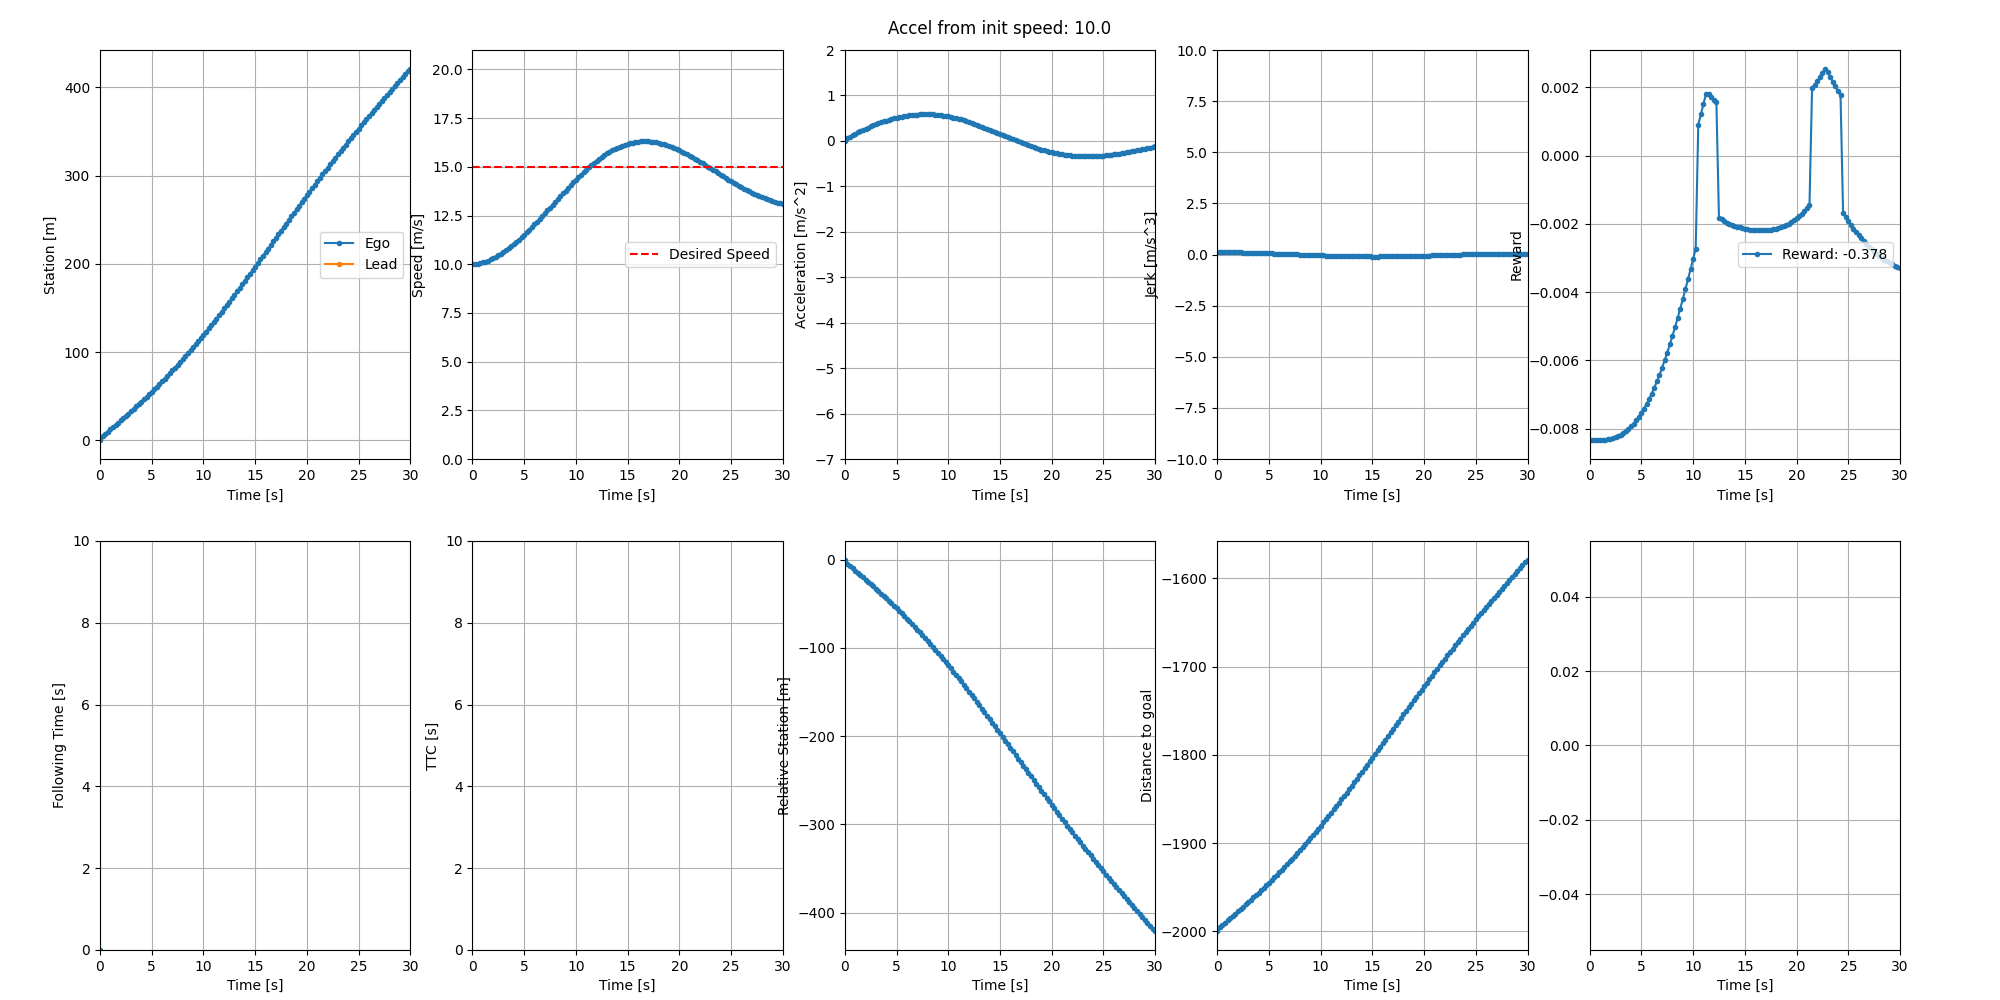 Accel from init speed: 10.0
Station [m]
400
300
200
100
0
Ego
Lead
0 5 10 15 20 25 30
Time [s]
Speed [m/s]
20.0
17.5
15.0
12.5
10.0
7.5
5.0
2.5
0.0
Desired Speed
0 5 10 15 20 25 30
Time [s]
Acceleration [m/s^2]
2
1
0
−1
−2
−3
−4
−5
−6
−7
0 5 10 15 20 25 30
Time [s]
Jerk [m/s^3]
10.0
7.5
5.0
2.5
0.0
−2.5
−5.0
−7.5
−10.0
0 5 10 15 20 25 30
Time [s]
Reward
0.002
0.000
−0.002
−0.004
−0.006
−0.008
Reward: -0.378
0 5 10 15 20 25 30
Time [s]
Following Time [s]
10
8
6
4
2
0
0 5 10 15 20 25 30
Time [s]
TTC [s]
10
8
6
4
2
0
0 5 10 15 20 25 30
Time [s]
Relative Station [m]
0
−100
−200
−300
−400
0 5 10 15 20 25 30
Time [s]
Distance to goal
−1600
−1700
−1800
−1900
−2000
0 5 10 15 20 25 30
Time [s]
0.04
0.02
0.00
−0.02
−0.04
0 5 10 15 20 25 30
Time [s]